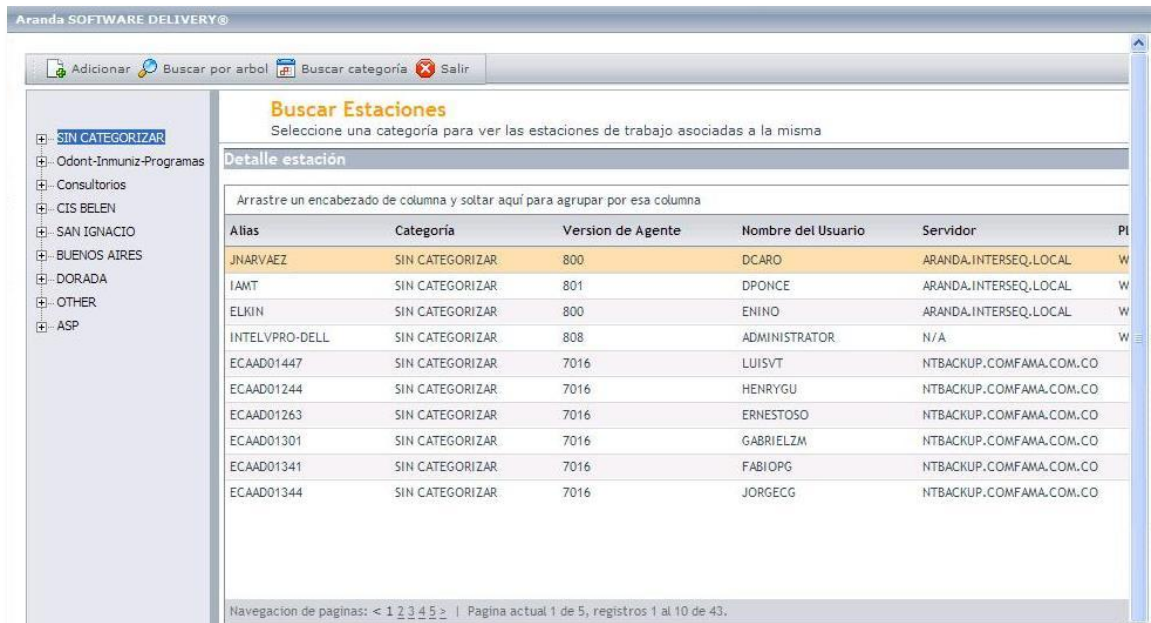 Aranda SOFTWARE DELIVERY®
Adicionar Buscar por arbol Buscar categoría Salir
SIN CATEGORIZAR
Odont-Inmuniz-Programas
Consultorios
CIS BELEN
SAN IGNACIO
BUENOS AIRES
DORADA
OTHER
ASP
Buscar Estaciones
Seleccione una categoría para ver las estaciones de trabajo asociadas a la misma
Detalle estación
Arrastre un encabezado de columna y soltar aquí para agrupar por esa columna
Alias Categoría Version de Agente Nombre del Usuario Servidor Pl
JNARVAEZ SIN CATEGORIZAR 800 DCARO ARANDA.INTERSEQ.LOCAL W
IAMT SIN CATEGORIZAR 801 DPONCE ARANDA.INTERSEQ.LOCAL W
ELKIN SIN CATEGORIZAR 800 ENINO ARANDA.INTERSEQ.LOCAL W
INTELVPRO-DELL SIN CATEGORIZAR 808 ADMINISTRATOR N/A W
ECAAD01447 SIN CATEGORIZAR 7016 LUISVT NTBACKUP.COMFAMA.COM.CO
ECAAD01244 SIN CATEGORIZAR 7016 HENRYGU NTBACKUP.COMFAMA.COM.CO
ECAAD01263 SIN CATEGORIZAR 7016 ERNESTOSO NTBACKUP.COMFAMA.COM.CO
ECAAD01301 SIN CATEGORIZAR 7016 GABRIELZM NTBACKUP.COMFAMA.COM.CO
ECAAD01341 SIN CATEGORIZAR 7016 FABIOPG NTBACKUP.COMFAMA.COM.CO
ECAAD01344 SIN CATEGORIZAR 7016 JORGECG NTBACKUP.COMFAMA.COM.CO
Navegacion de paginas: < 1 2 3 4 5 > | Pagina actual 1 de 5, registros 1 al 10 de 43.